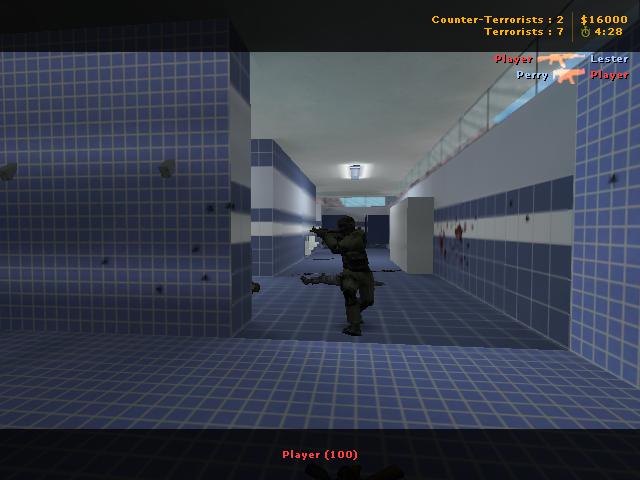 Counter-Terrorists : 2 $16000
Terrorists : 7 4:28
Player Lester
Perry Player
Player (100)